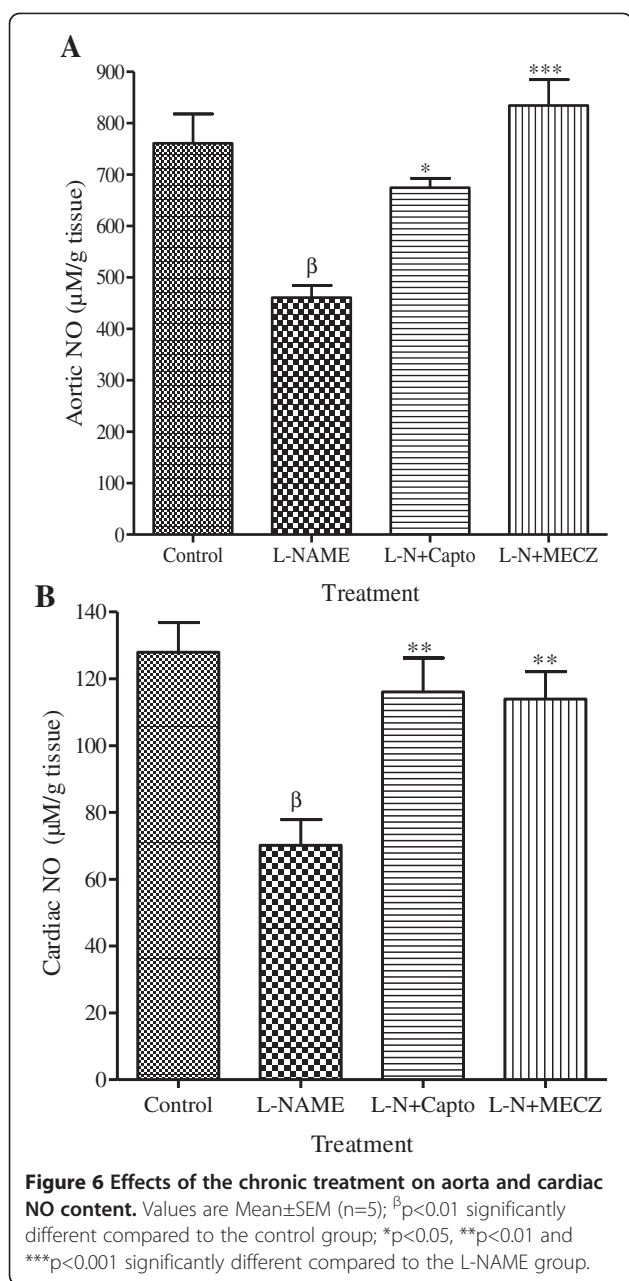 A
900
800
700
600
500
400
300
200
100
0
Aortic NO (µM/g tissue)
β
*
***
Control L-NAME L-N+Capto L-N+MECZ
Treatment
B
140
120
100
80
60
40
20
0
Cardiac NO (µM/g tissue)
β
**
**
Control L-NAME L-N+Capto L-N+MECZ
Treatment
Figure 6 Effects of the chronic treatment on aorta and cardiac
NO content. Values are Mean±SEM (n=5); βp<0.01 significantly
different compared to the control group; *p<0.05, **p<0.01 and
***p<0.001 significantly different compared to the L-NAME group.